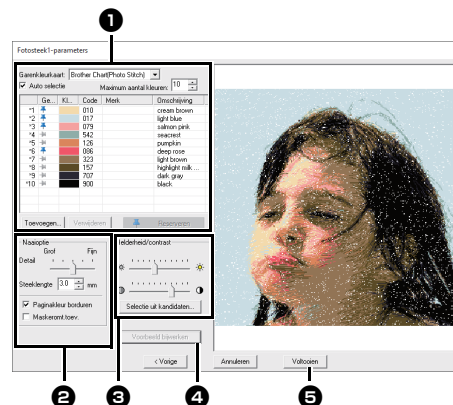 1
Fotosteek1-parameters
Garenkleurkaart: Brother Chart(Photo Stitch)
Auto selectie Maximum aantal kleuren: 10
Ge... Kl... Code Merk Omschrijving
*1 010 cream brown
*2 017 light blue
*3 079 salmon pink
*4 542 seacrest
*5 126 pumpkin
*6 086 deep rose
*7 323 light brown
*8 157 highlight milk ...
*9 707 dark gray
*10 900 black
Toevoegen... Verwijderen Reserveren
Naaioptie
Grof Fijn
Detail
Steeklengte 3.0 mm
Paginakleur borduren
Maskeromt.toev.
Helderheid/contrast
Selectie uit kandidaten...
Voorbeeld bijwerken
< Vorige Annuleren Voltooien
2 3 4 5